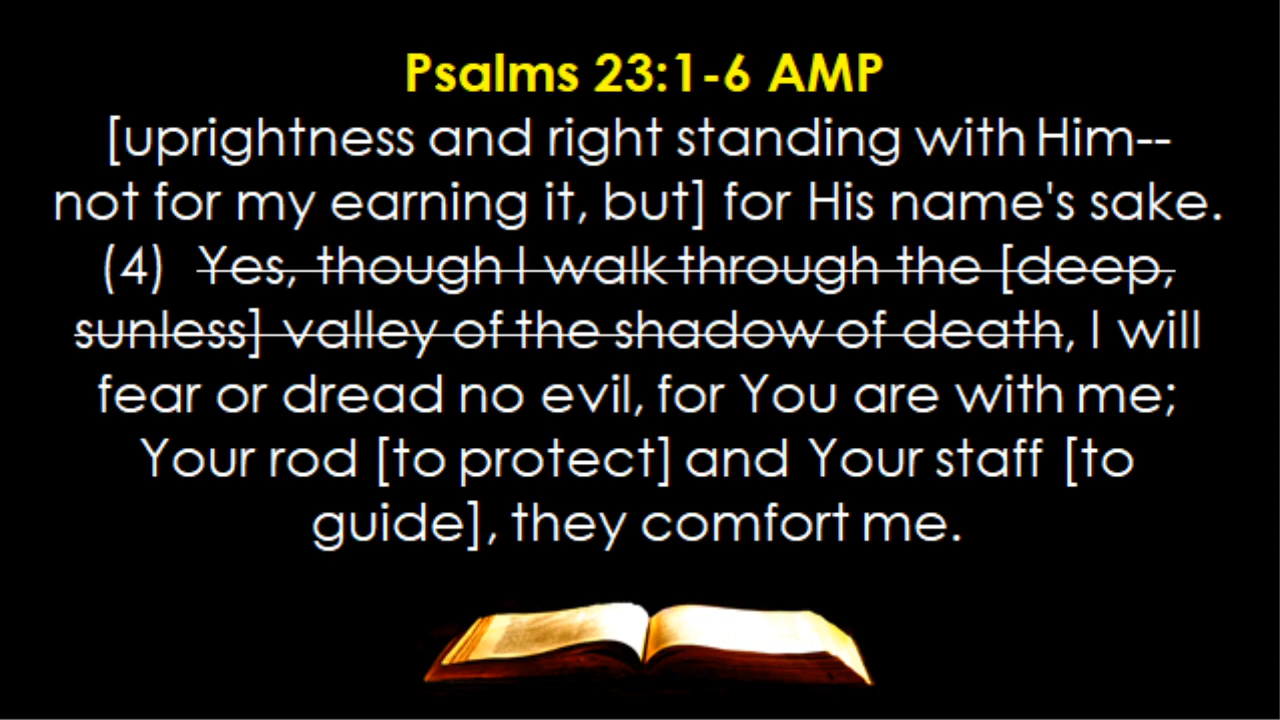 Psalms 23:1-6 AMP
[uprightness and right standing with Him--
not for my earning it, but] for His name's sake.
(4) Yes, though I walk through the [deep,
sunless] valley of the shadow of death, I will
fear or dread no evil, for You are with me;
Your rod [to protect] and Your staff [to
guide], they comfort me.